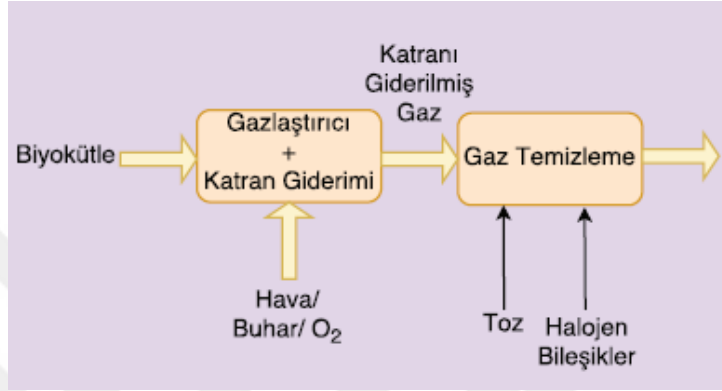 Biyokütle
Gazlaştırıcı
+
Katran Giderimi
Hava/
Buhar/ O₂
Katranı
Giderilmiş
Gaz
Gaz Temizleme
Toz
Halojen
Bileşikler